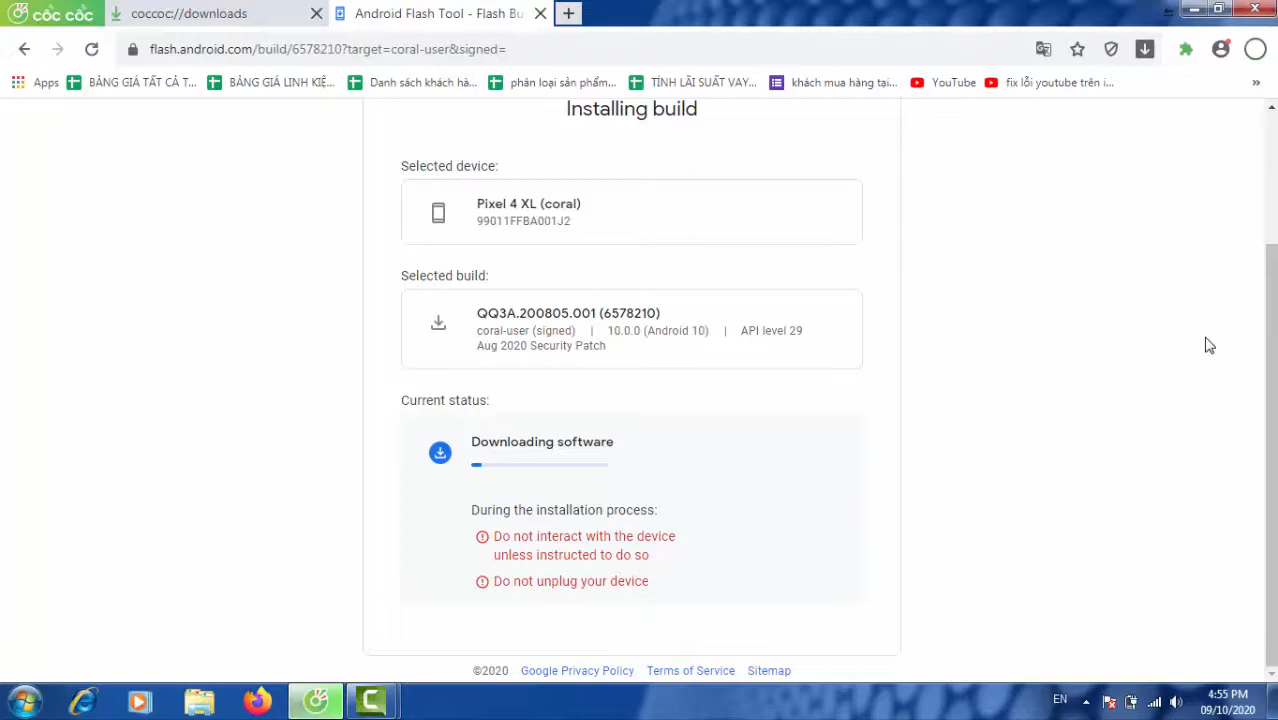 cốc cốc
coccoc://downloads
Android Flash Tool - Flash Bu
flash.android.com/build/6578210?target=coral-user&signed=
Apps
BẢNG GIÁ TẤT CẢ T...
BẢNG GIÁ LINH KIỆ...
Danh sách khách hà...
phân loại sản phẩm...
TÍNH LÃI SUẤT VAY...
khách mua hàng tại...
YouTube
fix lỗi youtube trên i...
»
Installing build
Selected device:
Pixel 4 XL (coral)
99011FFBA001J2
Selected build:
QQ3A.200805.001 (6578210)
coral-user (signed) | 10.0.0 (Android 10) | API level 29
Aug 2020 Security Patch
Current status:
Downloading software
During the installation process:
Do not interact with the device
unless instructed to do so
Do not unplug your device
©2020 Google Privacy Policy Terms of Service Sitemap
EN
4:55 PM
09/10/2020